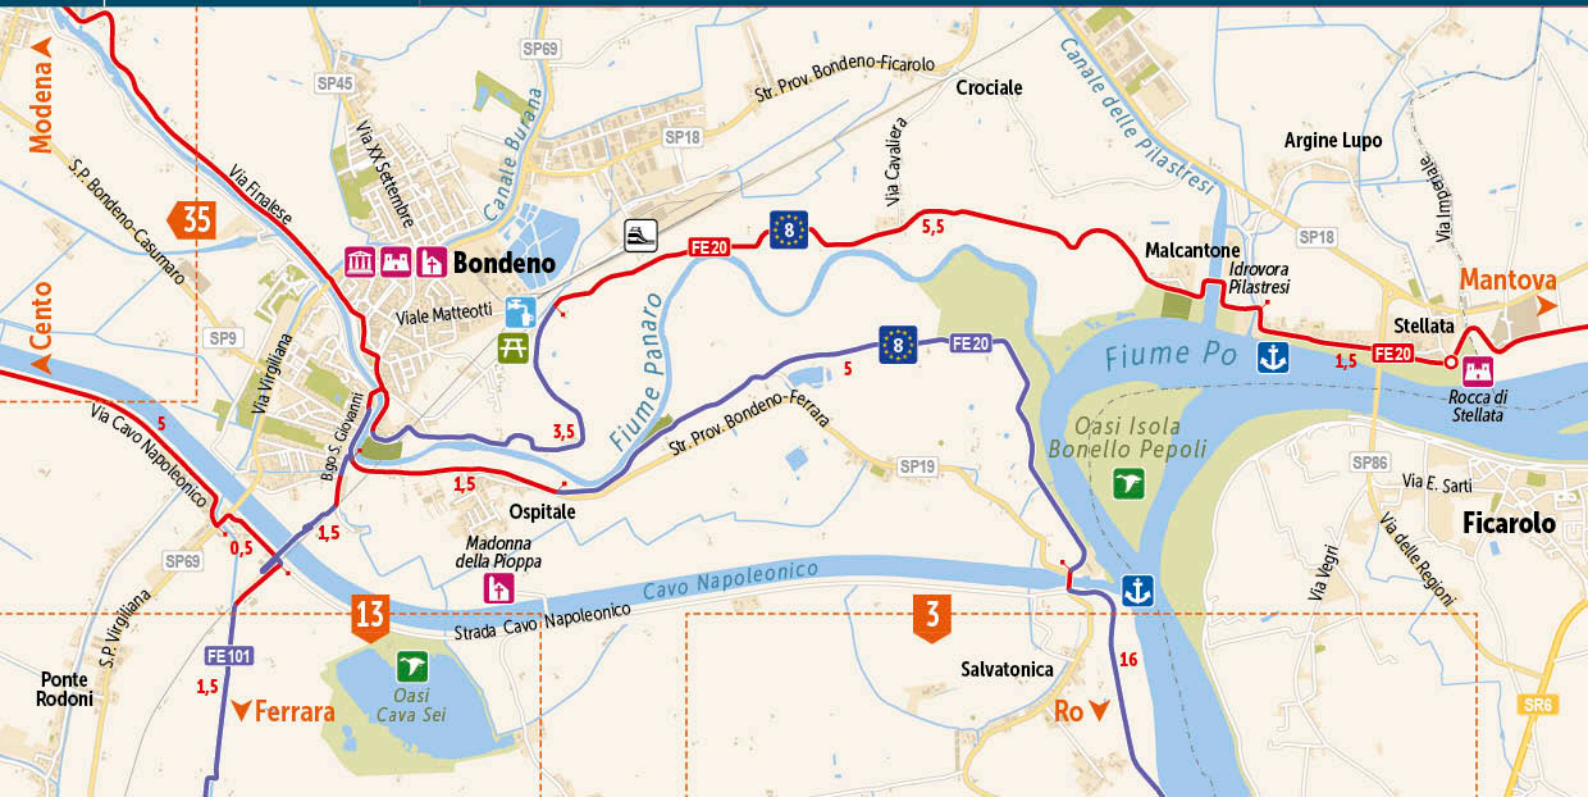 Modena
SP45
SP69
Str. Prov. Bondeno-Ficarolo
Crociale
Canale delle Pilastresi
Argine Lupo
Via XX Settembre
Canale Burana
SP18
Via Cavaliera
Via Imperiale
S.P. Bondeno-Casumaro
Via Finalese
35
Bondeno
FE20
8
5,5
Malcantone
SP18
Idrovora
Pilastresi
Mantova
Cento
Viale Matteotti
SP9
Via Virgiliana
Fiume Panaro
8
FE20
5
Fiume Po
1,5
FE20
Stellata
Rocca di
Stellata
Via Cavo Napoleonico
5
B.go S. Giovanni
3,5
Str. Prov. Bondeno-Ferrara
Oasi Isola
Bonello Pepoli
SP19
SP86
Via E. Sarti
Ficarolo
1,5
Ospitale
Madonna
della Pioppa
1,5
0,5
SP69
Cavo Napoleonico
Strada Cavo Napoleonico
Via Vegri
Via delle Regioni
13
3
S.P. Virgiliana
FE101
1,5
Ferrara
Ponte
Rodoni
Oasi
Cava Sei
Salvatonica
16
Ro
SR6